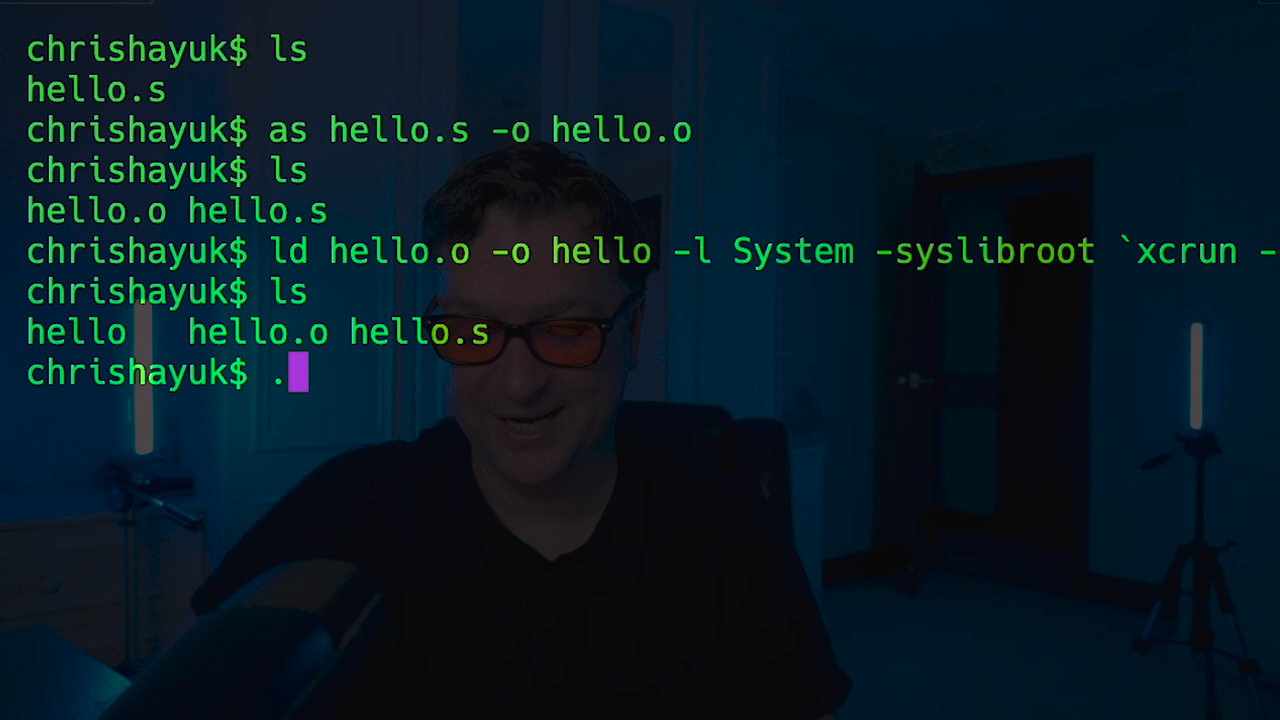 chrishayuk$ ls
hello.s
chrishayuk$ as hello.s -o hello.o
chrishayuk$ ls
hello.o hello.s
chrishayuk$ ld hello.o -o hello -l System -syslibroot `xcrun -
chrishayuk$ ls
hello   hello.o hello.s
chrishayuk$ .